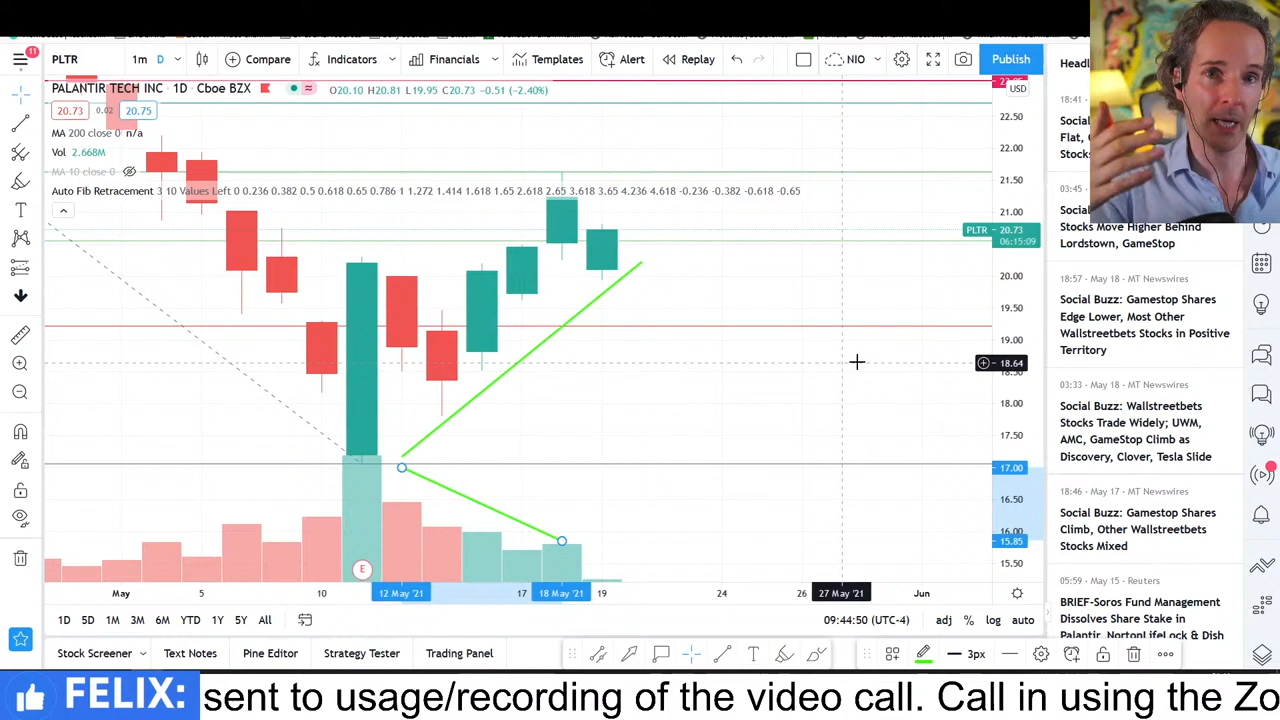 11
PLTR
1m
D
Compare
Indicators
Financials
Templates
Alert
Replay
NIO
Publish
PALANTIR TECH INC · 1D · Cboe BZX
≈
O20.10 H20.81 L19.95 C20.73 −0.51 (−2.40%)
USD
20.73
0.02
20.75
MA 200 close 0 n/a
Vol 2.668M
MA 10 close 0
Auto Fib Retracement 3 10 Values Left 0 0.236 0.382 0.5 0.618 0.65 0.786 1 1.272 1.414 1.618 1.65 2.618 2.65 3.618 3.65 4.236 4.618 -0.236 -0.382 -0.618 -0.65
22.50
22.00
21.50
21.00
PLTR 20.73
06:15:09
20.00
19.50
19.00
18.64
18.50
18.00
17.50
17.00
16.50
16.00
15.85
15.50
E
May
5
10
12 May '21
17
18 May '21
19
24
26
27 May '21
Jun
1D
5D
1M
3M
6M
YTD
1Y
5Y
All
09:44:50 (UTC-4)
adj
%
log
auto
Stock Screener
Text Notes
Pine Editor
Strategy Tester
Trading Panel
3px
Headl
18:41
Social
Flat,
Stocks
03:45
Social
Stocks Move Higher Behind
Lordstown, GameStop
18:57 · May 18 · MT Newswires
Social Buzz: Gamestop Shares
Edge Lower, Most Other
Wallstreetbets Stocks in Positive
Territory
03:33 · May 18 · MT Newswires
Social Buzz: Wallstreetbets
Stocks Trade Widely; UWM,
AMC, GameStop Climb as
Discovery, Clover, Tesla Slide
18:46 · May 17 · MT Newswires
Social Buzz: Gamestop Shares
Climb, Other Wallstreetbets
Stocks Mixed
05:59 · May 15 · Reuters
BRIEF-Soros Fund Management
Dissolves Share Stake in
Palantir, NortonLifeLock & Dish
FELIX:
sent to usage/recording of the video call. Call in using the Zo